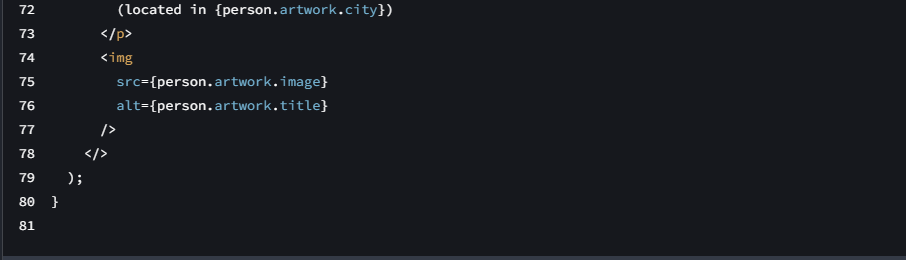 72          (located in {person.artwork.city})
73        </p>
74        <img
75          src={person.artwork.image}
76          alt={person.artwork.title}
77        />
78      </>
79    );
80  }
81